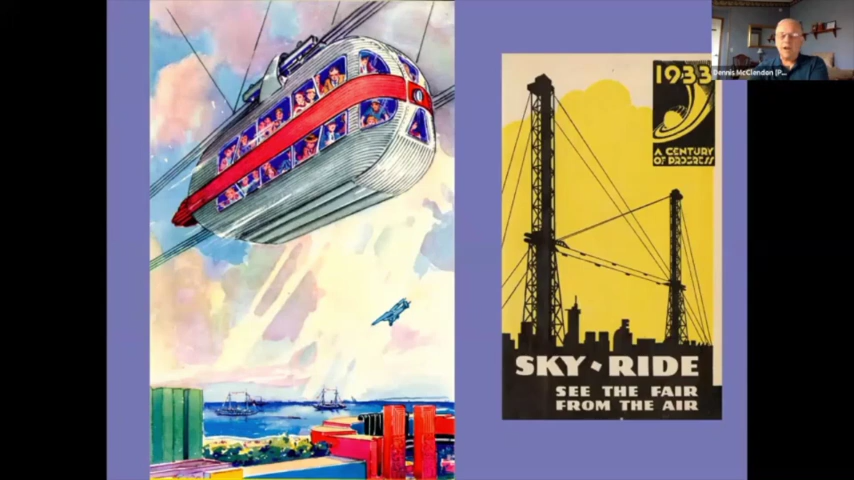 1933
A CENTURY
OF PROGRESS
SKY·RIDE
SEE THE FAIR
FROM THE AIR
Dennis McClendon [P...